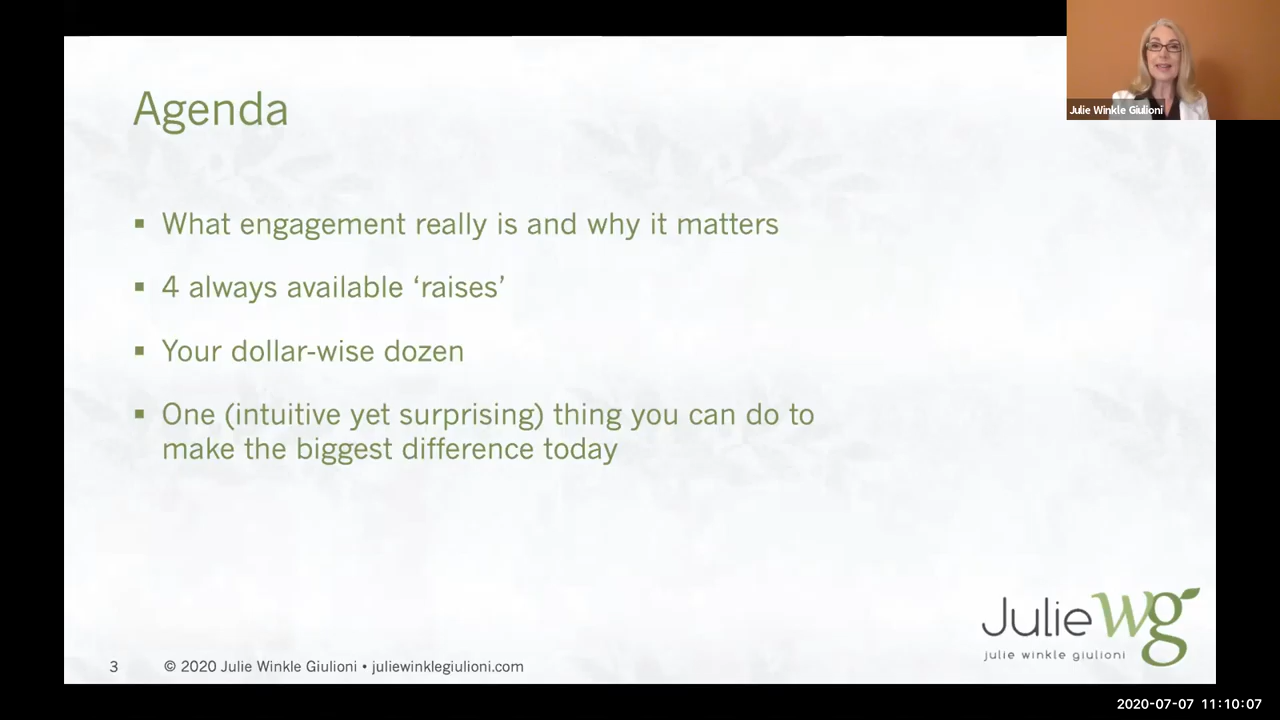 Julie Winkle Giulioni
Agenda
▪ What engagement really is and why it matters
▪ 4 always available ‘raises’
▪ Your dollar-wise dozen
▪ One (intuitive yet surprising) thing you can do to
make the biggest difference today
Julie wg
julie winkle giulioni
3 © 2020 Julie Winkle Giulioni • juliewinklegiulioni.com
2020-07-07 11:10:07